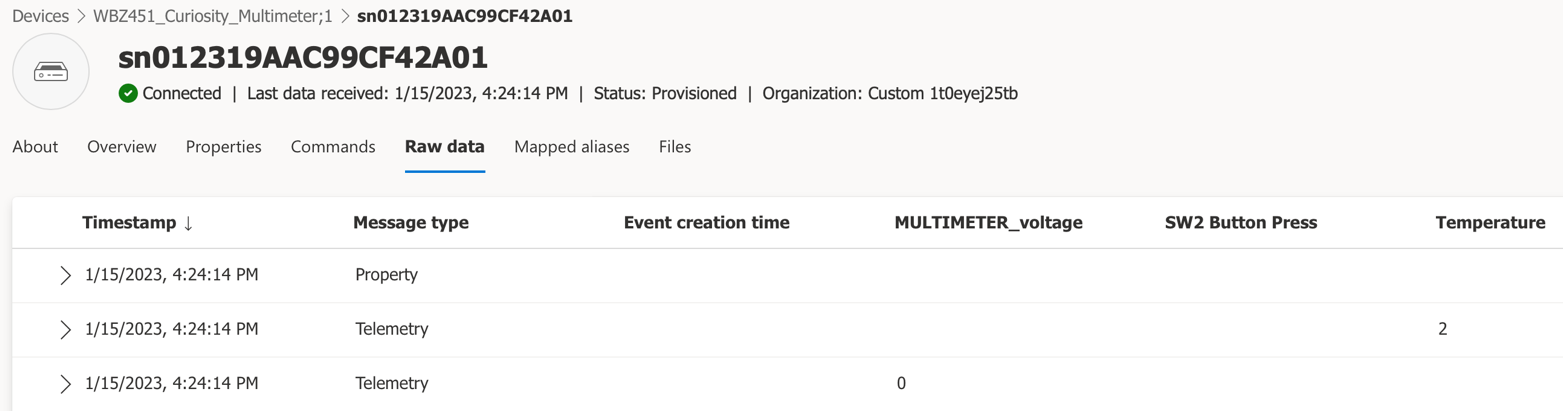 Devices > WBZ451_Curiosity_Multimeter;1 > sn012319AAC99CF42A01
sn012319AAC99CF42A01
Connected | Last data received: 1/15/2023, 4:24:14 PM | Status: Provisioned | Organization: Custom 1t0eyej25tb
About Overview Properties Commands Raw data Mapped aliases Files
Timestamp ↓ Message type Event creation time MULTIMETER_voltage SW2 Button Press Temperature
1/15/2023, 4:24:14 PM Property
1/15/2023, 4:24:14 PM Telemetry 2
1/15/2023, 4:24:14 PM Telemetry 0